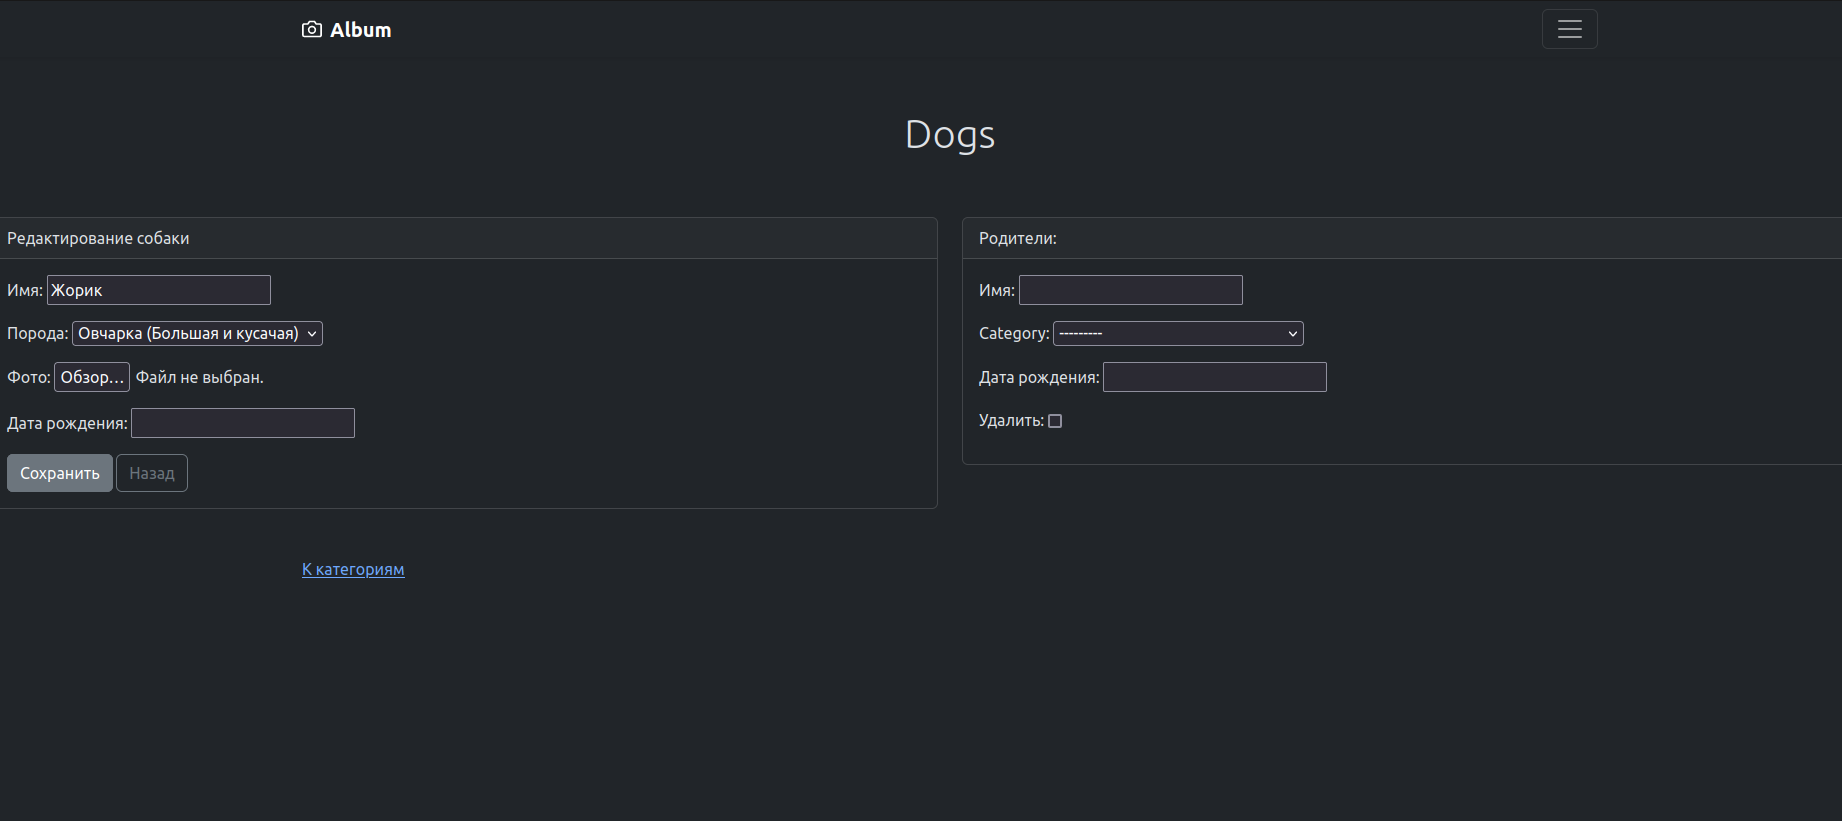 Album
Dogs
Редактирование собаки
Имя: Жорик
Порода: Овчарка (Большая и кусачая)
Фото: Обзор... Файл не выбран.
Дата рождения:
Сохранить Назад
Родители:
Имя:
Category: ---------
Дата рождения:
Удалить:
К категориям